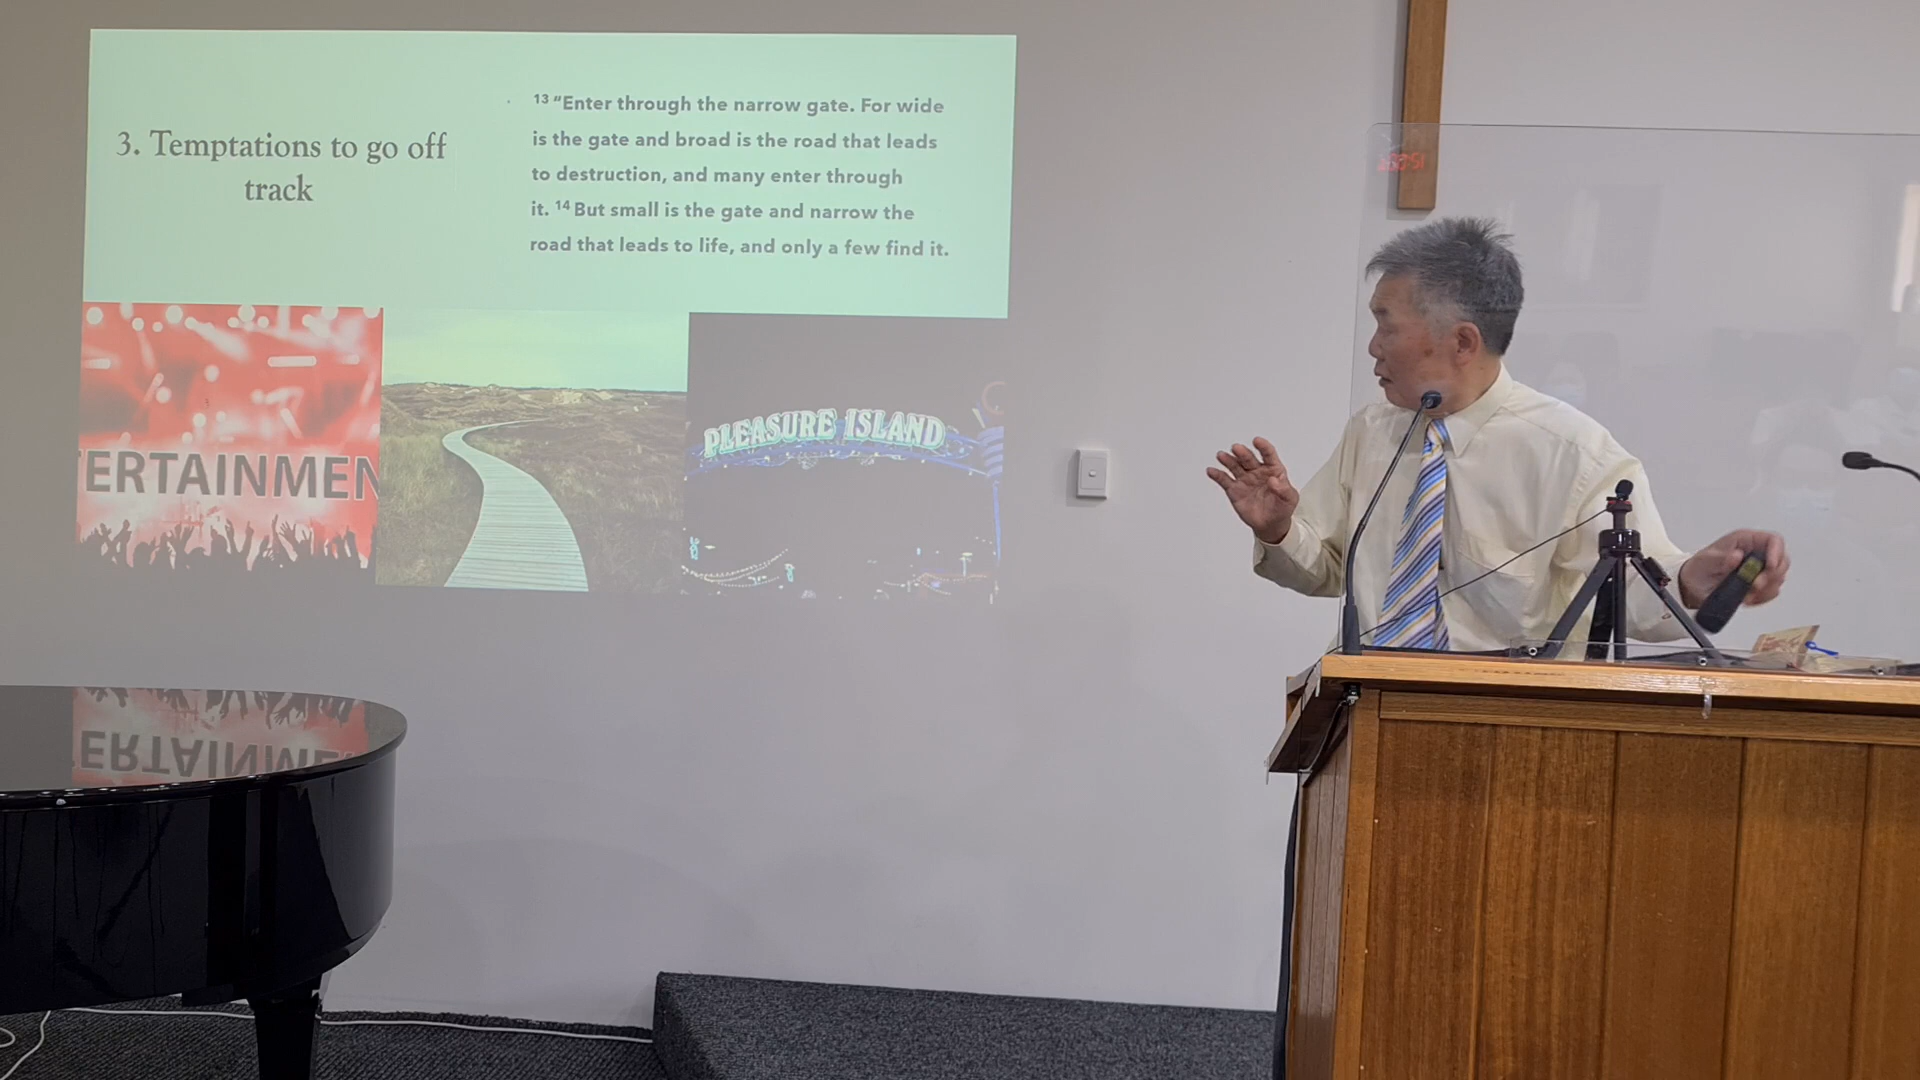 3. Temptations to go off
track
13 “Enter through the narrow gate. For wide
is the gate and broad is the road that leads
to destruction, and many enter through
it. 14 But small is the gate and narrow the
road that leads to life, and only a few find it.
TERTAINMEN
PLEASURE ISLAND